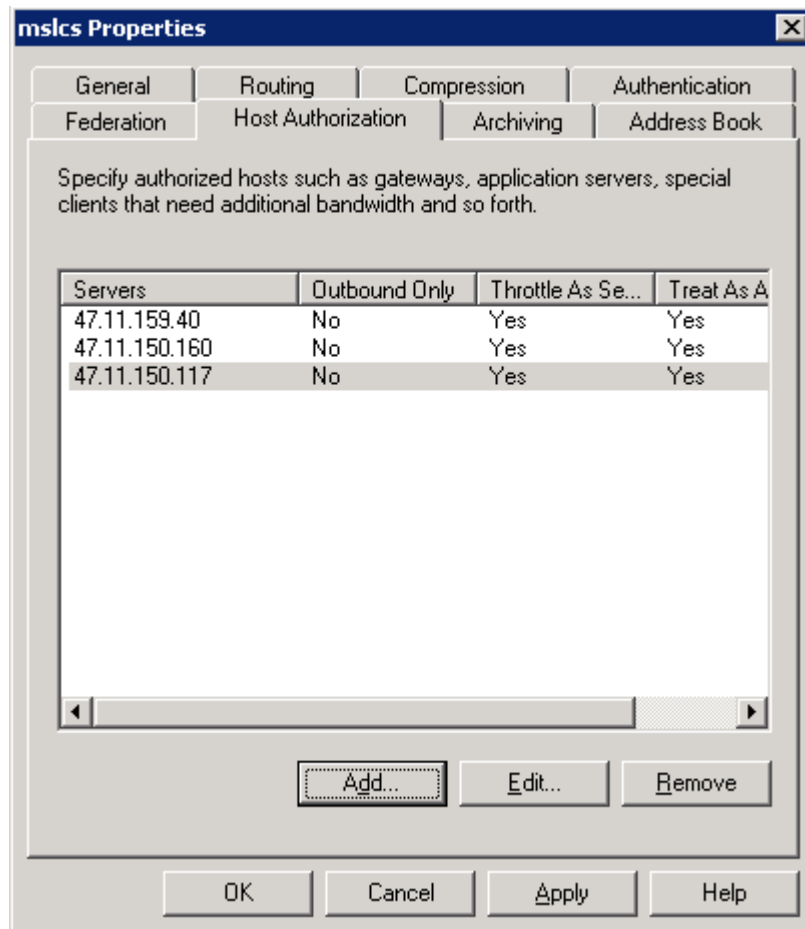 mslcs Properties
General Routing Compression Authentication
Federation Host Authorization Archiving Address Book
Specify authorized hosts such as gateways, application servers, special
clients that need additional bandwidth and so forth.
Servers Outbound Only Throttle As Se... Treat As A
47.11.159.40 No Yes Yes
47.11.150.160 No Yes Yes
47.11.150.117 No Yes Yes
Add... Edit... Remove
OK Cancel Apply Help